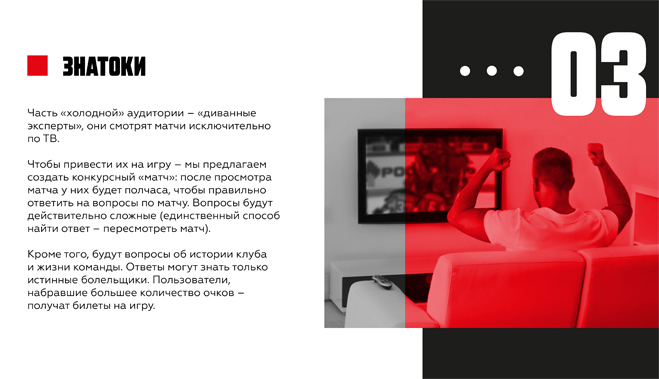 ЗНАТОКИ
03
Часть «холодной» аудитории – «диванные
эксперты», они смотрят матчи исключительно
по ТВ.
Чтобы привести их на игру – мы предлагаем
создать конкурсный «матч»: после просмотра
матча у них будет полчаса, чтобы правильно
ответить на вопросы по матчу. Вопросы будут
действительно сложные (единственный способ
найти ответ – пересмотреть матч).
Кроме того, будут вопросы об истории клуба
и жизни команды. Ответы могут знать только
истинные болельщики. Пользователи,
набравшие большее количество очков –
получат билеты на игру.